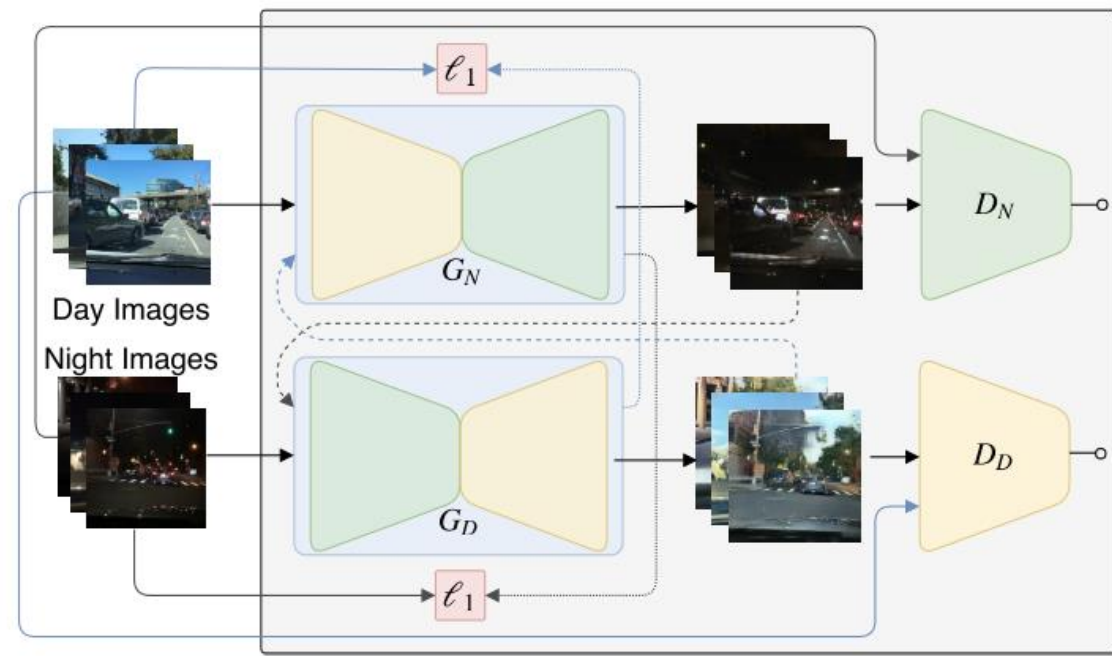 ℓ₁
G_N
D_N
Day Images
Night Images
G_D
D_D
ℓ₁